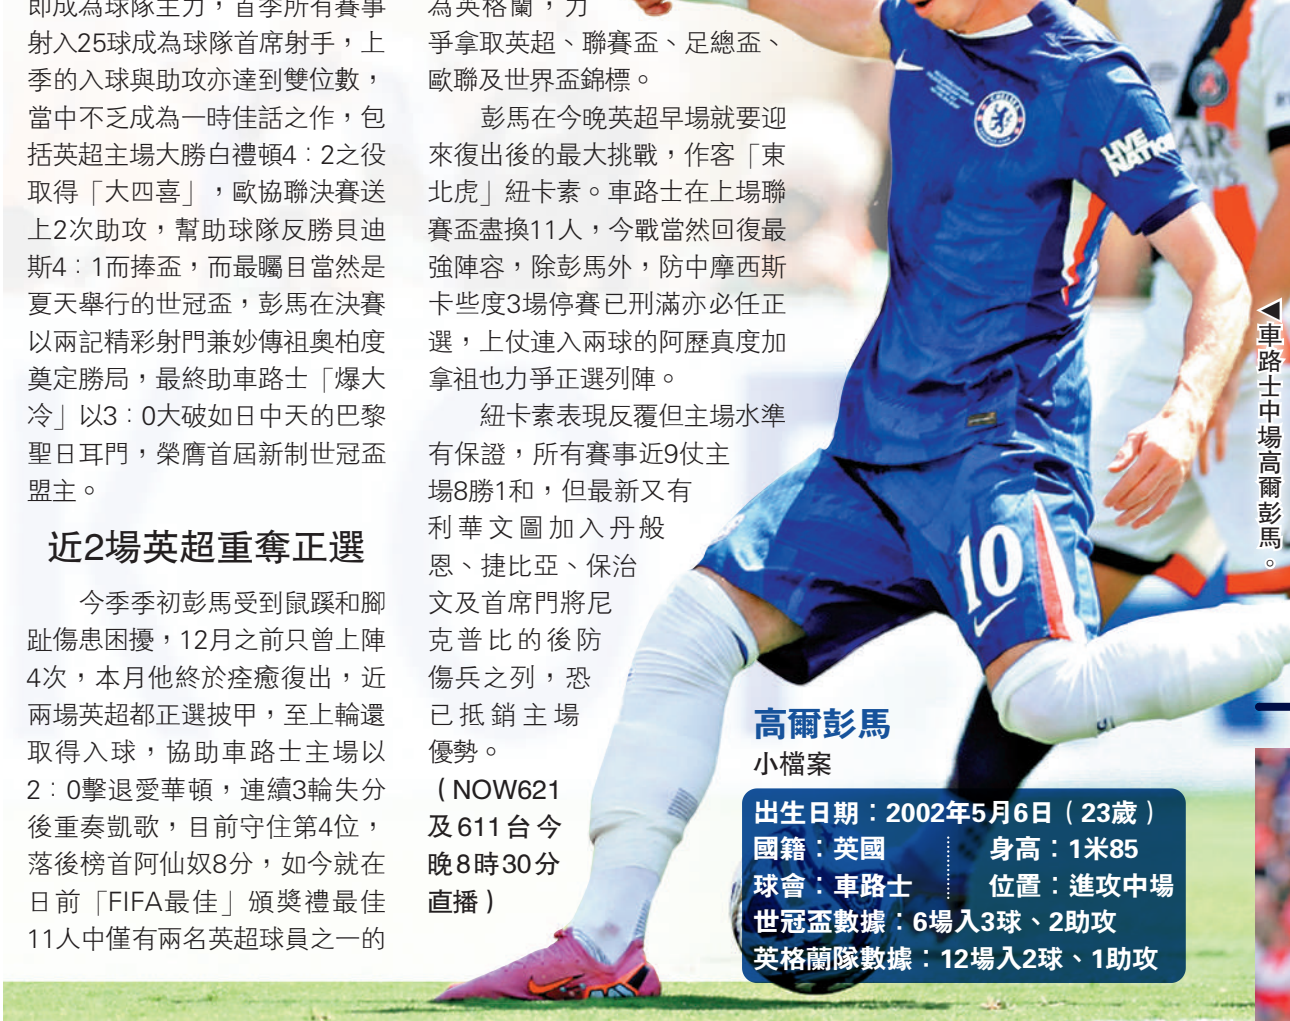 即成為球隊主力，首季所有賽事
射入25球成為球隊首席射手，上
季的入球與助攻亦達到雙位數，
當中不乏成為一時佳話之作，包
括英超主場大勝白禮頓4：2之役
取得「大四喜」，歐協聯決賽送
上2次助攻，幫助球隊反勝貝迪
斯4：1而捧盃，而最矚目當然是
夏天舉行的世冠盃，彭馬在決賽
以兩記精彩射門兼妙傳祖奧柏度
奠定勝局，最終助車路士「爆大
冷」以3：0大破如日中天的巴黎
聖日耳門，榮膺首屆新制世冠盃
盟主。
近2場英超重奪正選
今季季初彭馬受到鼠蹊和腳
趾傷患困擾，12月之前只曾上陣
4次，本月他終於痊癒復出，近
兩場英超都正選披甲，至上輪還
取得入球，協助車路士主場以
2：0擊退愛華頓，連續3輪失分
後重奏凱歌，目前守住第4位，
落後榜首阿仙奴8分，如今就在
日前「FIFA最佳」頒獎禮最佳
11人中僅有兩名英超球員之一的
為英格蘭，力
爭拿取英超、聯賽盃、足總盃、
歐聯及世界盃錦標。
彭馬在今晚英超早場就要迎
來復出後的最大挑戰，作客「東
北虎」紐卡素。車路士在上場聯
賽盃盡換11人，今戰當然回復最
強陣容，除彭馬外，防中摩西斯
卡些度3場停賽已刑滿亦必任正
選，上仗連入兩球的阿歷真度加
拿祖也力爭正選列陣。
紐卡素表現反覆但主場水準
有保證，所有賽事近9仗主
場8勝1和，但最新又有
利華文圖加入丹般
恩、捷比亞、保治
文及首席門將尼
克普比的後防
傷兵之列，恐
已抵銷主場
優勢。
（NOW621
及611台今
晚8時30分
直播）
CHELSEA
LIVE
NATION
10
◀車路士中場高爾彭馬。
高爾彭馬
小檔案
出生日期：2002年5月6日（23歲）
國籍：英國 身高：1米85
球會：車路士 位置：進攻中場
世冠盃數據：6場入3球、2助攻
英格蘭隊數據：12場入2球、1助攻